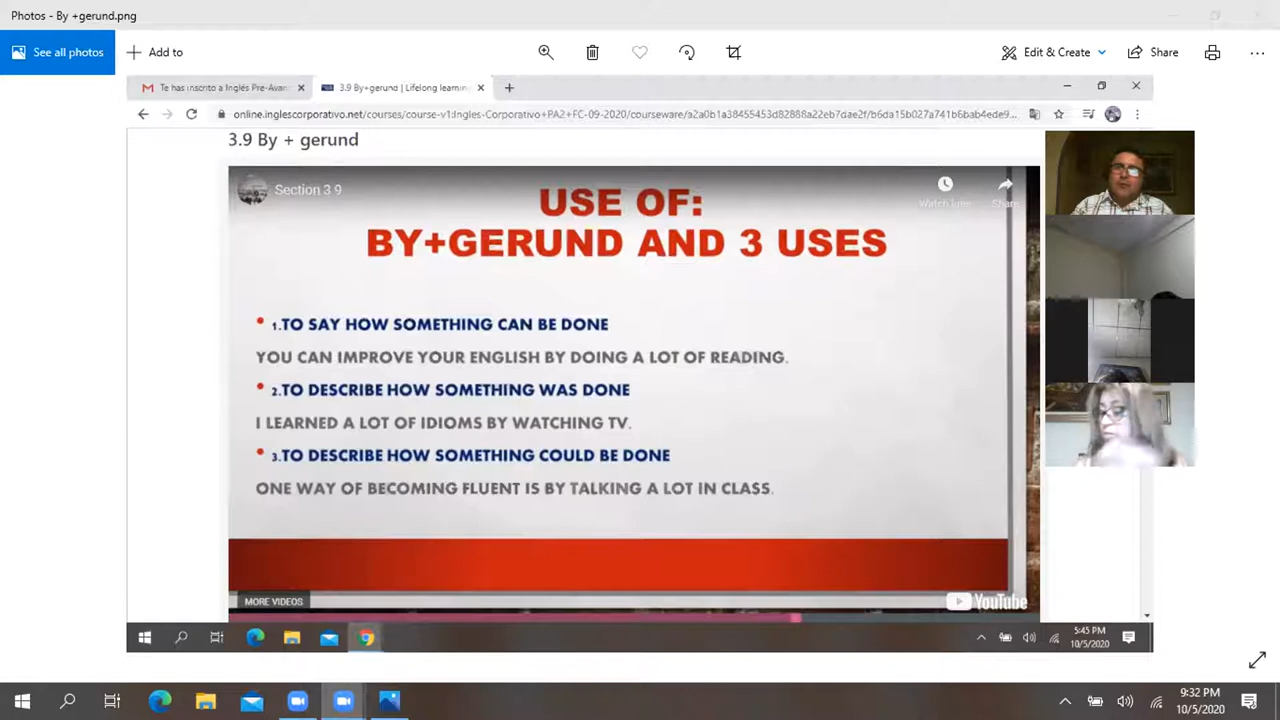 Photos - By +gerund.png
See all photos
Add to
Edit & Create
Share
Te has inscrito a Inglés Pre-Avan
3.9 By+gerund | Lifelong learnin
online.inglescorporativo.net/courses/course-v1:Ingles-Corporativo+PA2+FC-09-2020/courseware/a2a0b1a38455453d82888a22eb7dae2f/b6da15b027a741b6bab4ede9...
3.9 By + gerund
Section 3 9
Watch later
Share
USE OF:
BY+GERUND AND 3 USES
• 1.TO SAY HOW SOMETHING CAN BE DONE
YOU CAN IMPROVE YOUR ENGLISH BY DOING A LOT OF READING.
• 2.TO DESCRIBE HOW SOMETHING WAS DONE
I LEARNED A LOT OF IDIOMS BY WATCHING TV.
• 3.TO DESCRIBE HOW SOMETHING COULD BE DONE
ONE WAY OF BECOMING FLUENT IS BY TALKING A LOT IN CLASS.
MORE VIDEOS
YouTube
5:45 PM
10/5/2020
9:32 PM
10/5/2020